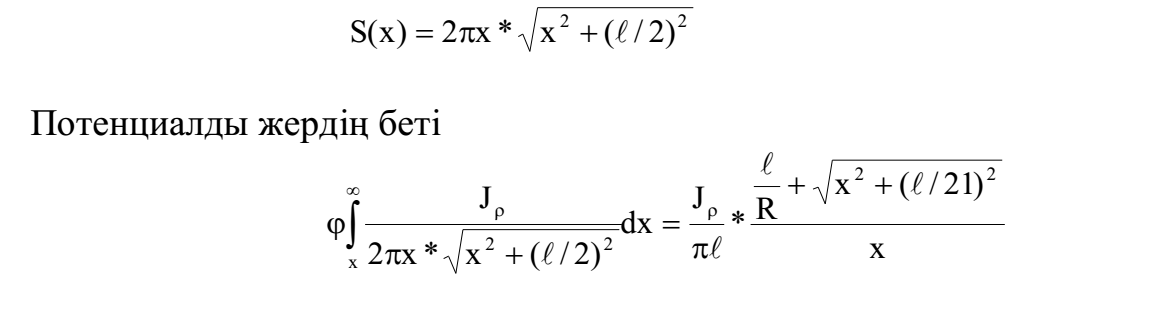 S(x) = 2πx * √(x² + (ℓ/2)²)
Потенциалды жердің беті
φ∫ₓ^∞ J_ρ / (2πx * √(x² + (ℓ/2)²)) dx = J_ρ / πℓ * (ℓ/R + √(x² + (ℓ/21)²)) / x